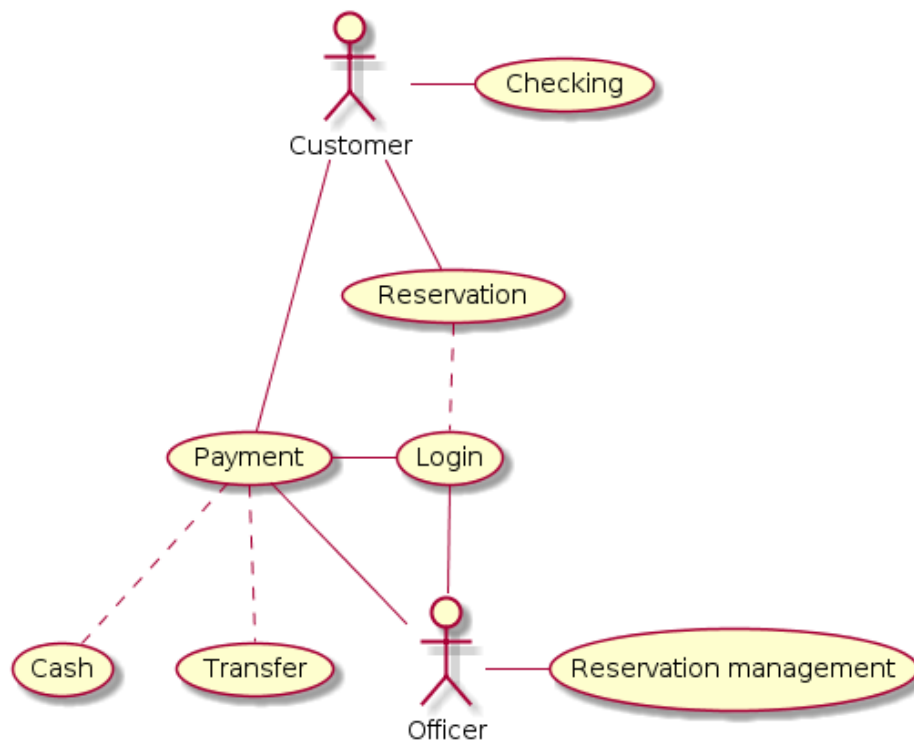 Checking
Customer
Reservation
Payment
Login
Cash
Transfer
Reservation management
Officer